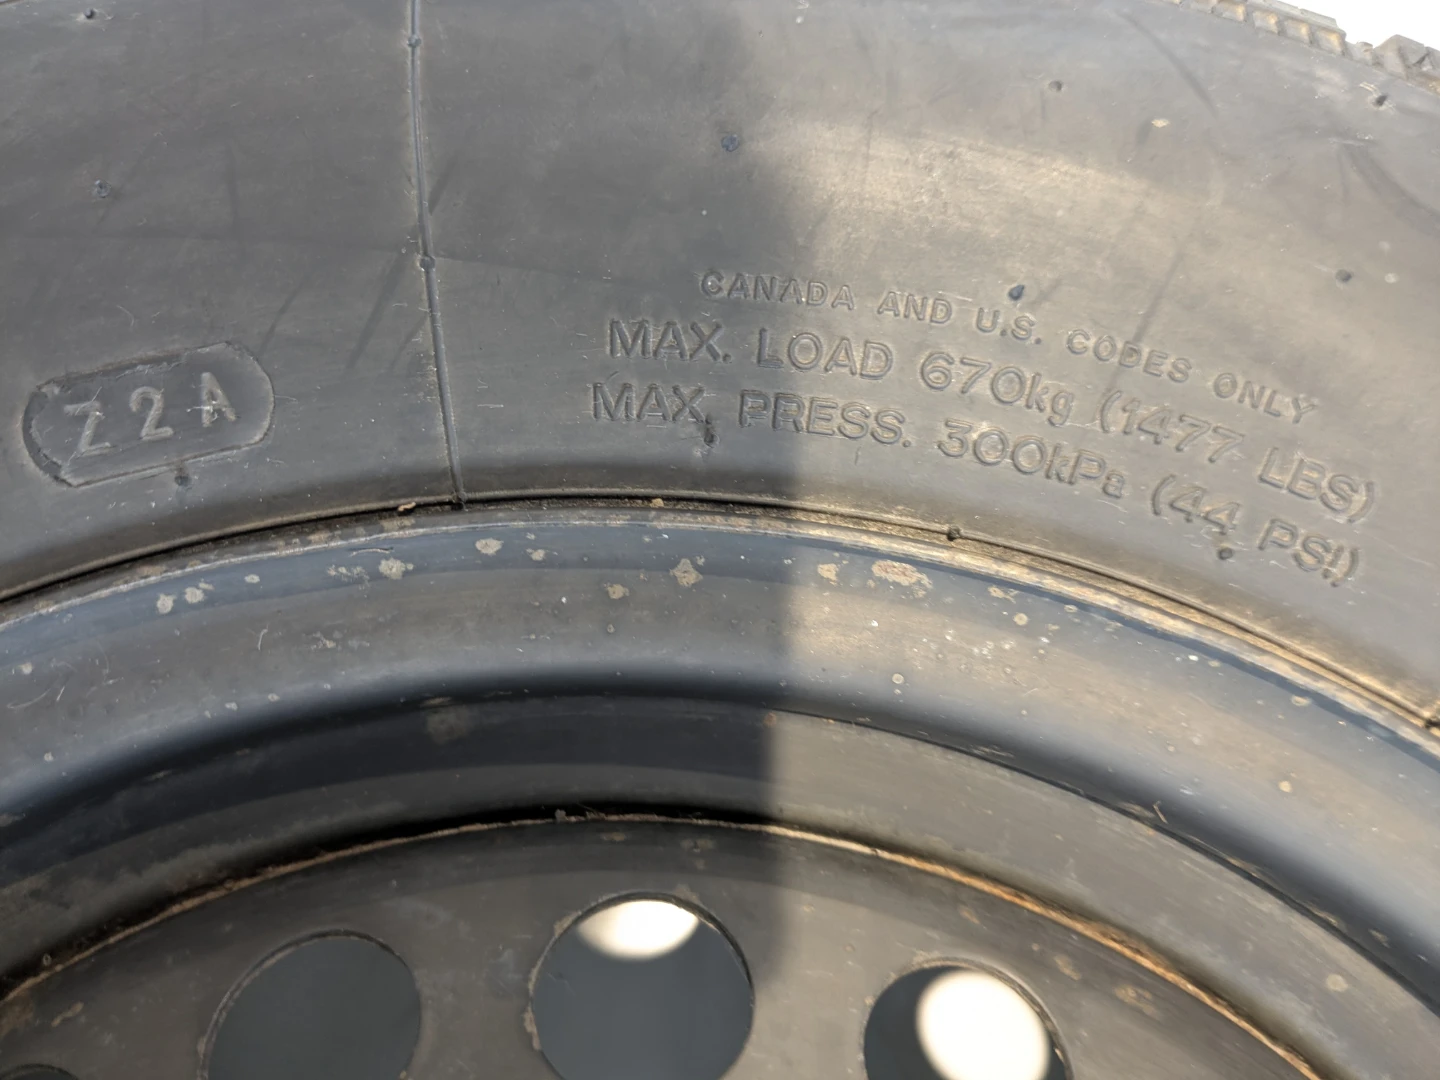 CANADA AND U.S. CODES ONLY
MAX. LOAD 670kg (1477 LBS)
MAX. PRESS. 300kPa (44 PSI)
Z2A